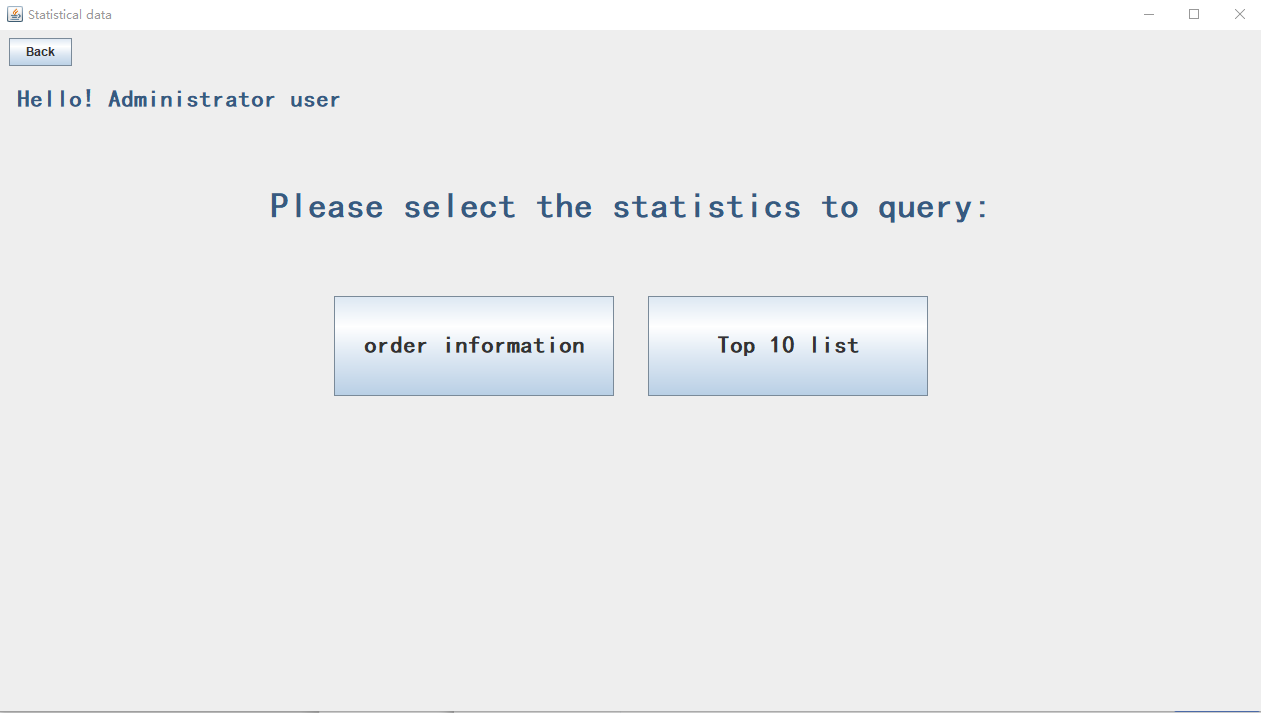 Statistical data
Back
Hello! Administrator user
Please select the statistics to query:
order information
Top 10 list